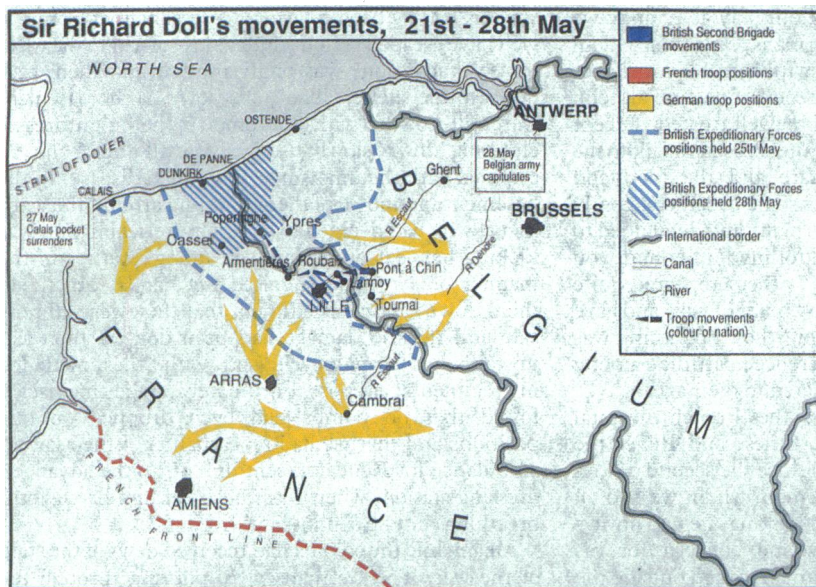 Sir Richard Doll's movements, 21st - 28th May
NORTH SEA
STRAIT OF DOVER
OSTENDE
DE PANNE
DUNKIRK
CALAIS
27 May
Calais pocket
surrenders
Poperinghe
Ypres
Cassel
Armentières
Roubaix
Lannoy
LILLE
Pont à Chin
Tournai
Ghent
ANTWERP
28 May
Belgian army
capitulates
BRUSSELS
R Escaut
R Dendre
BELGIUM
R Escaut
ARRAS
Cambrai
FRANCE
AMIENS
FRENCH FRONT LINE
British Second Brigade
movements
French troop positions
German troop positions
British Expeditionary Forces
positions held 25th May
British Expeditionary Forces
positions held 28th May
International border
Canal
River
Troop movements
(colour of nation)